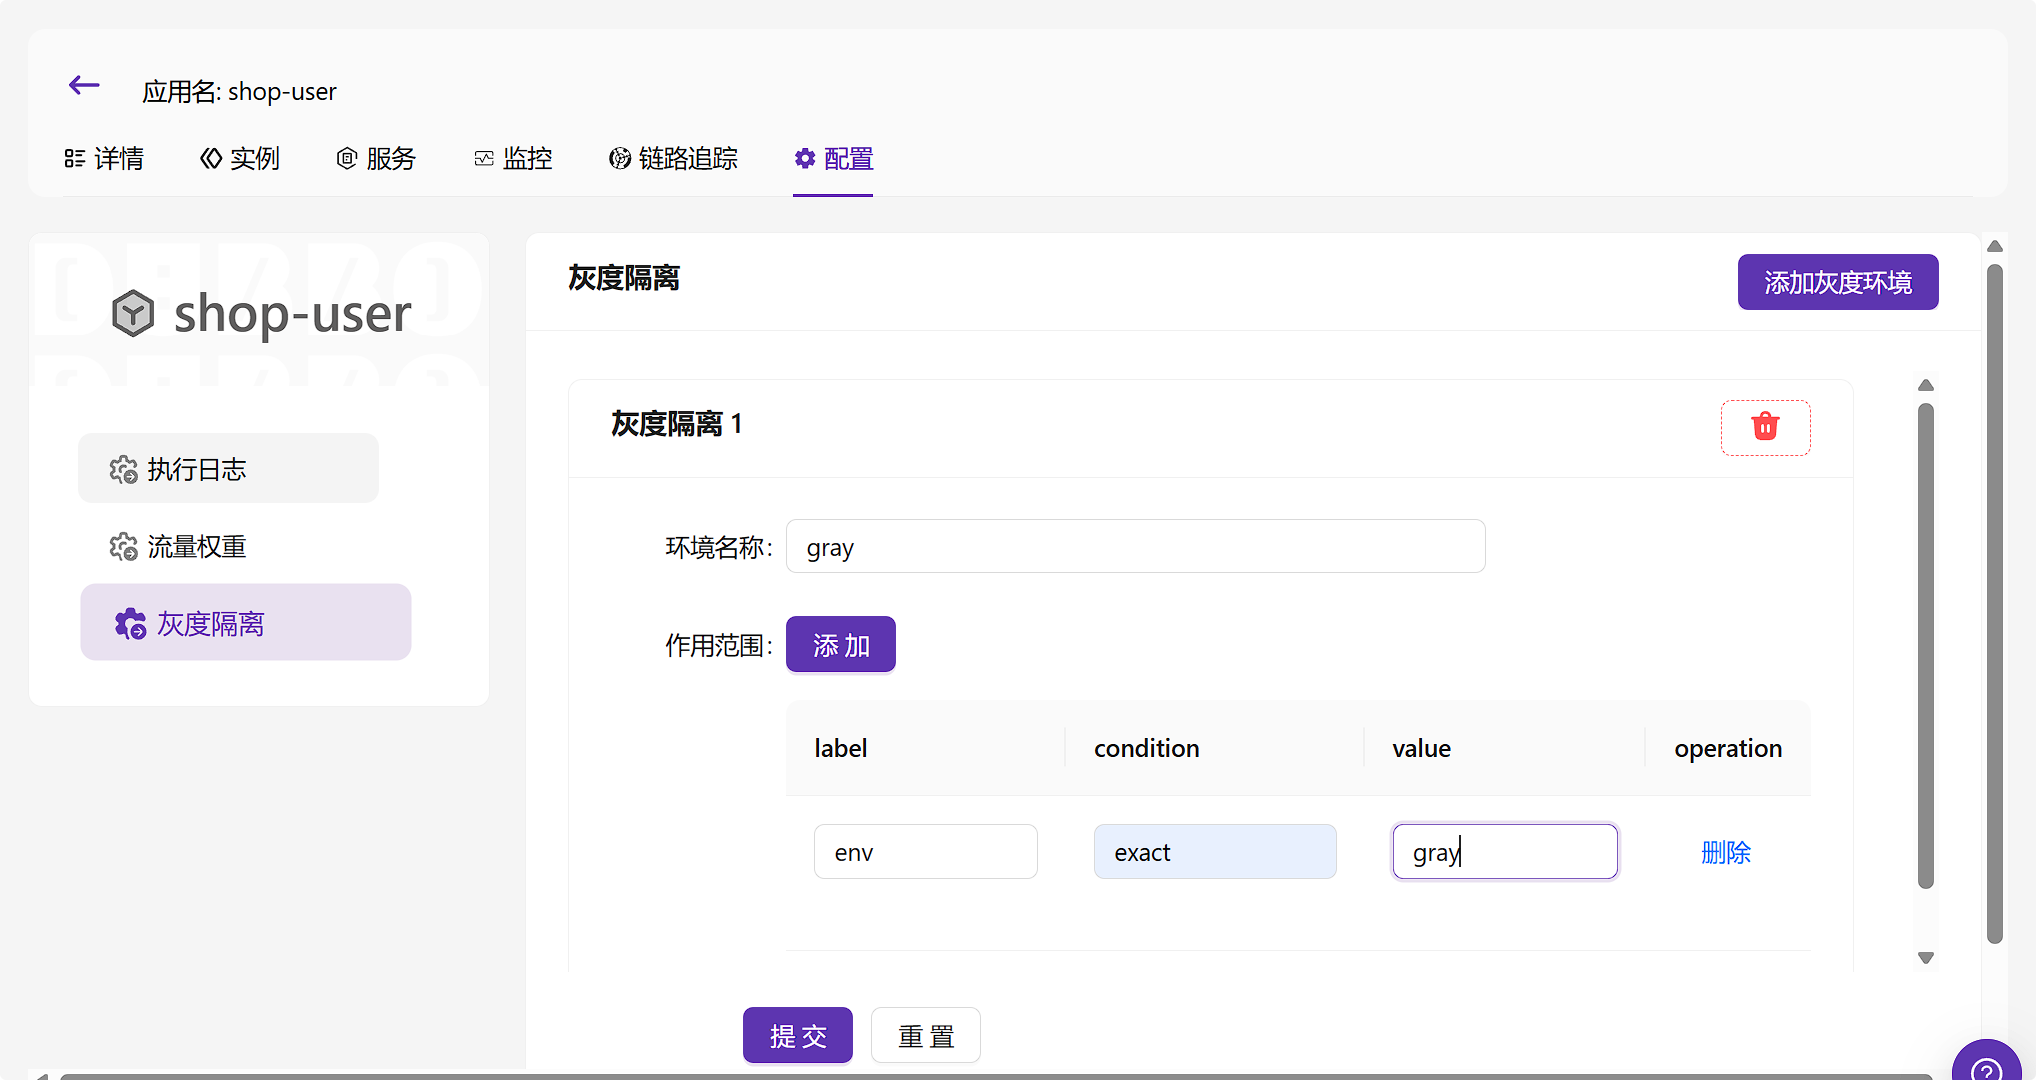 应用名: shop-user
详情 实例 服务 监控 链路追踪 配置
shop-user
执行日志
流量权重
灰度隔离
灰度隔离
添加灰度环境
灰度隔离 1
环境名称: gray
作用范围: 添 加
label condition value operation
env exact gray 删除
提 交 重 置